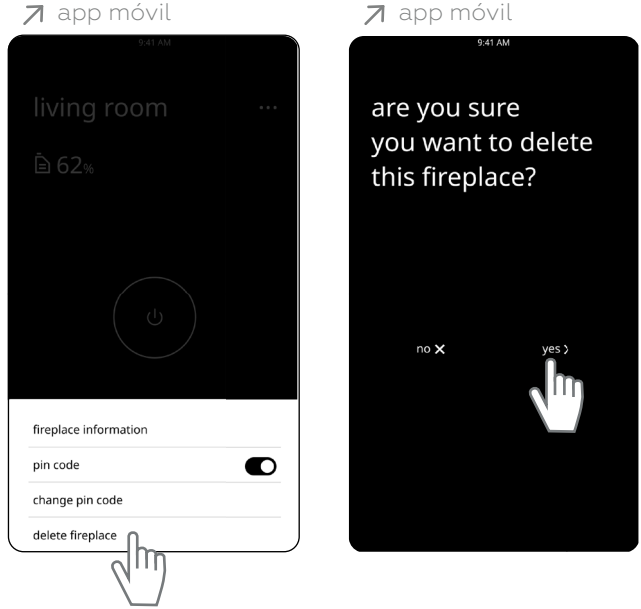 app móvil
9:41 AM
living room
62%
fireplace information
pin code
change pin code
delete fireplace
app móvil
9:41 AM
are you sure
you want to delete
this fireplace?
no
yes